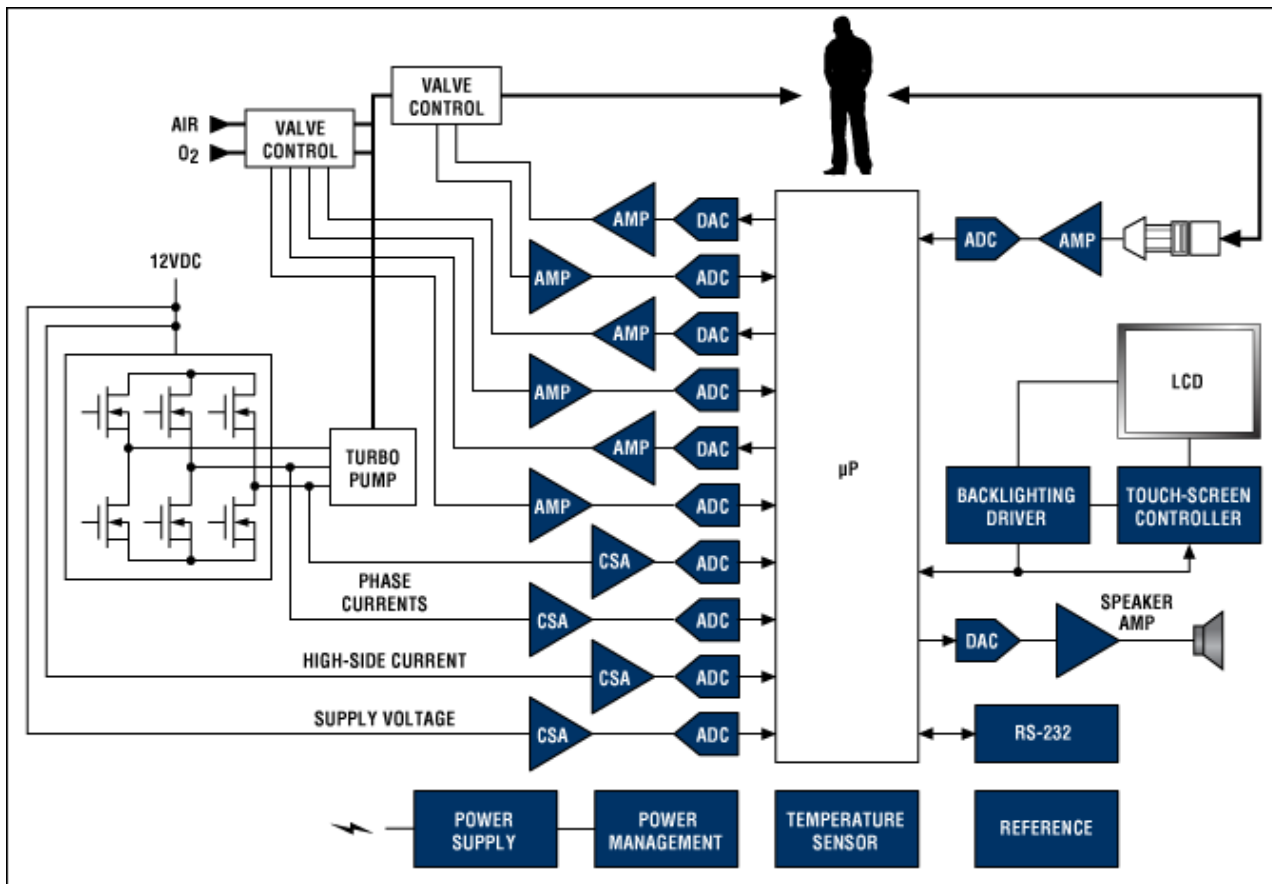 VALVE
CONTROL
AIR
O2
VALVE
CONTROL
AMP
DAC
ADC
AMP
12VDC
AMP
ADC
AMP
DAC
LCD
AMP
ADC
AMP
DAC
TURBO
PUMP
µP
BACKLIGHTING
DRIVER
TOUCH-SCREEN
CONTROLLER
AMP
ADC
CSA
ADC
PHASE
CURRENTS
CSA
ADC
SPEAKER
AMP
DAC
HIGH-SIDE CURRENT
CSA
ADC
SUPPLY VOLTAGE
CSA
ADC
RS-232
POWER
SUPPLY
POWER
MANAGEMENT
TEMPERATURE
SENSOR
REFERENCE